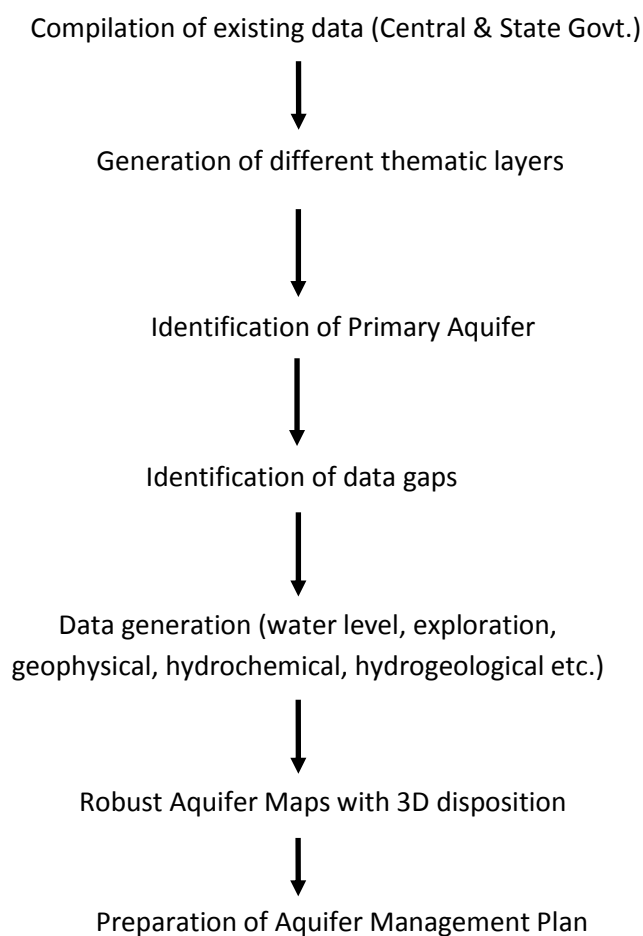 Compilation of existing data (Central & State Govt.)
Generation of different thematic layers
Identification of Primary Aquifer
Identification of data gaps
Data generation (water level, exploration,
geophysical, hydrochemical, hydrogeological etc.)
Robust Aquifer Maps with 3D disposition
Preparation of Aquifer Management Plan